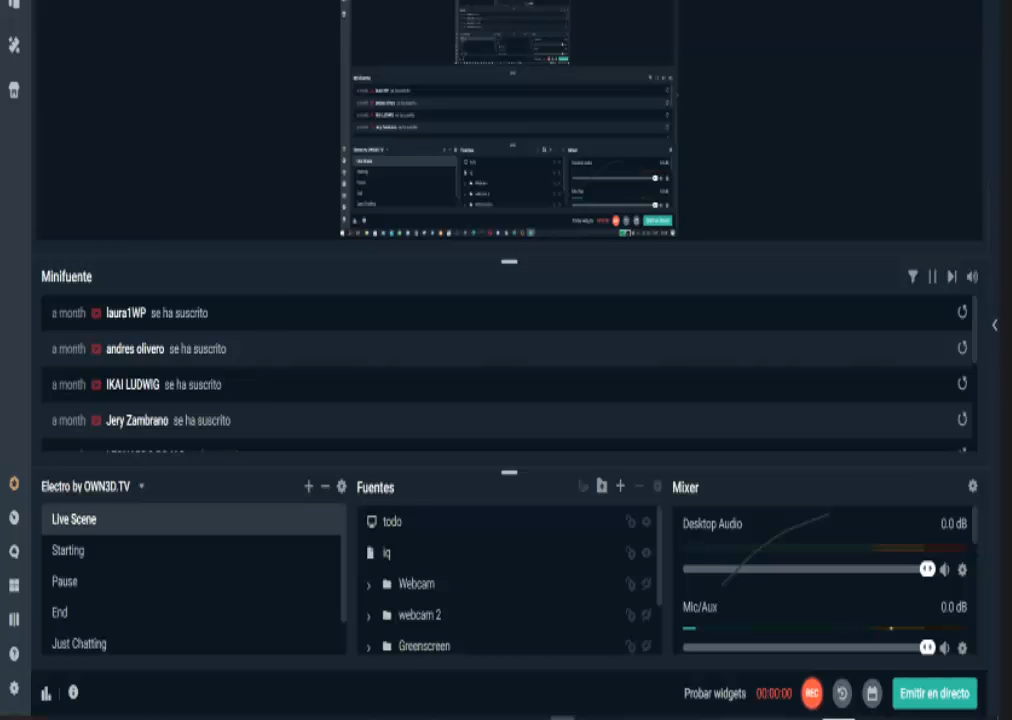 Minifuente
a month laura1WP se ha suscrito
a month andres olivero se ha suscrito
a month IKAI LUDWIG se ha suscrito
a month Jery Zambrano se ha suscrito
Electro by OWN3D.TV
Live Scene
Starting
Pause
End
Just Chatting
Fuentes
todo
iq
Webcam
webcam 2
Greenscreen
Mixer
Desktop Audio 0.0 dB
Mic/Aux 0.0 dB
Probar widgets 00:00:00 REC Emitir en directo